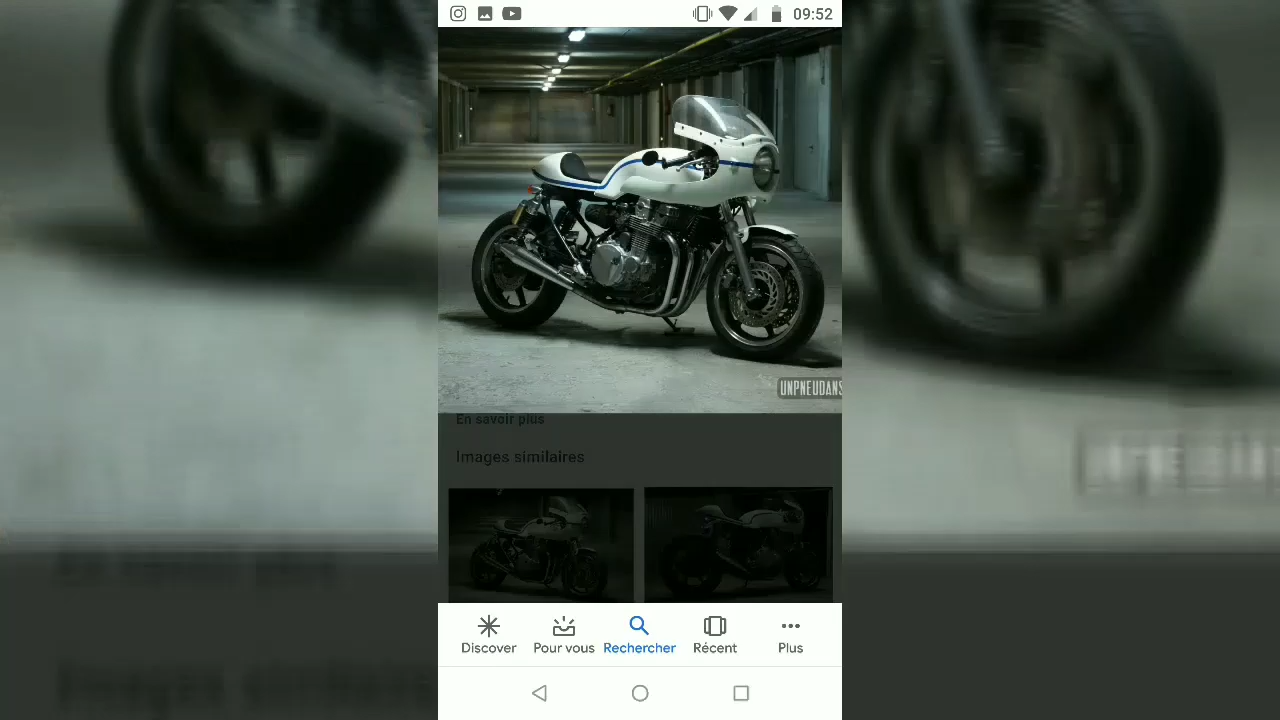 09:52
UNPNEUDANS
En savoir plus
Images similaires
Discover
Pour vous
Rechercher
Récent
Plus